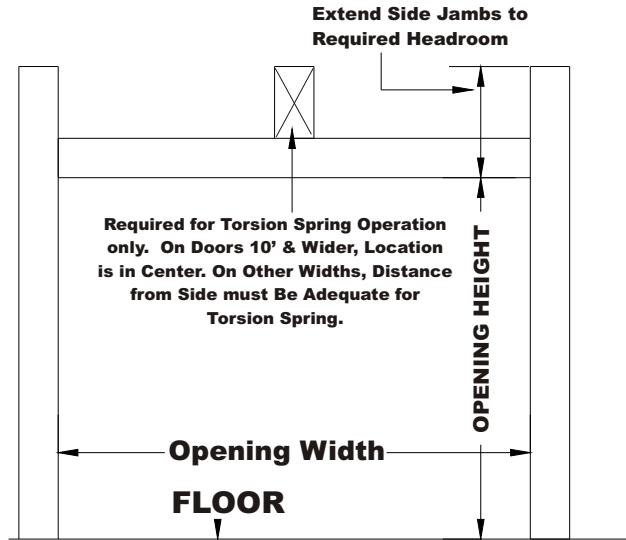 Extend Side Jambs to
Required Headroom
Required for Torsion Spring Operation
only.  On Doors 10’ & Wider, Location
is in Center. On Other Widths, Distance
from Side must Be Adequate for
Torsion Spring.
OPENING HEIGHT
Opening Width
FLOOR